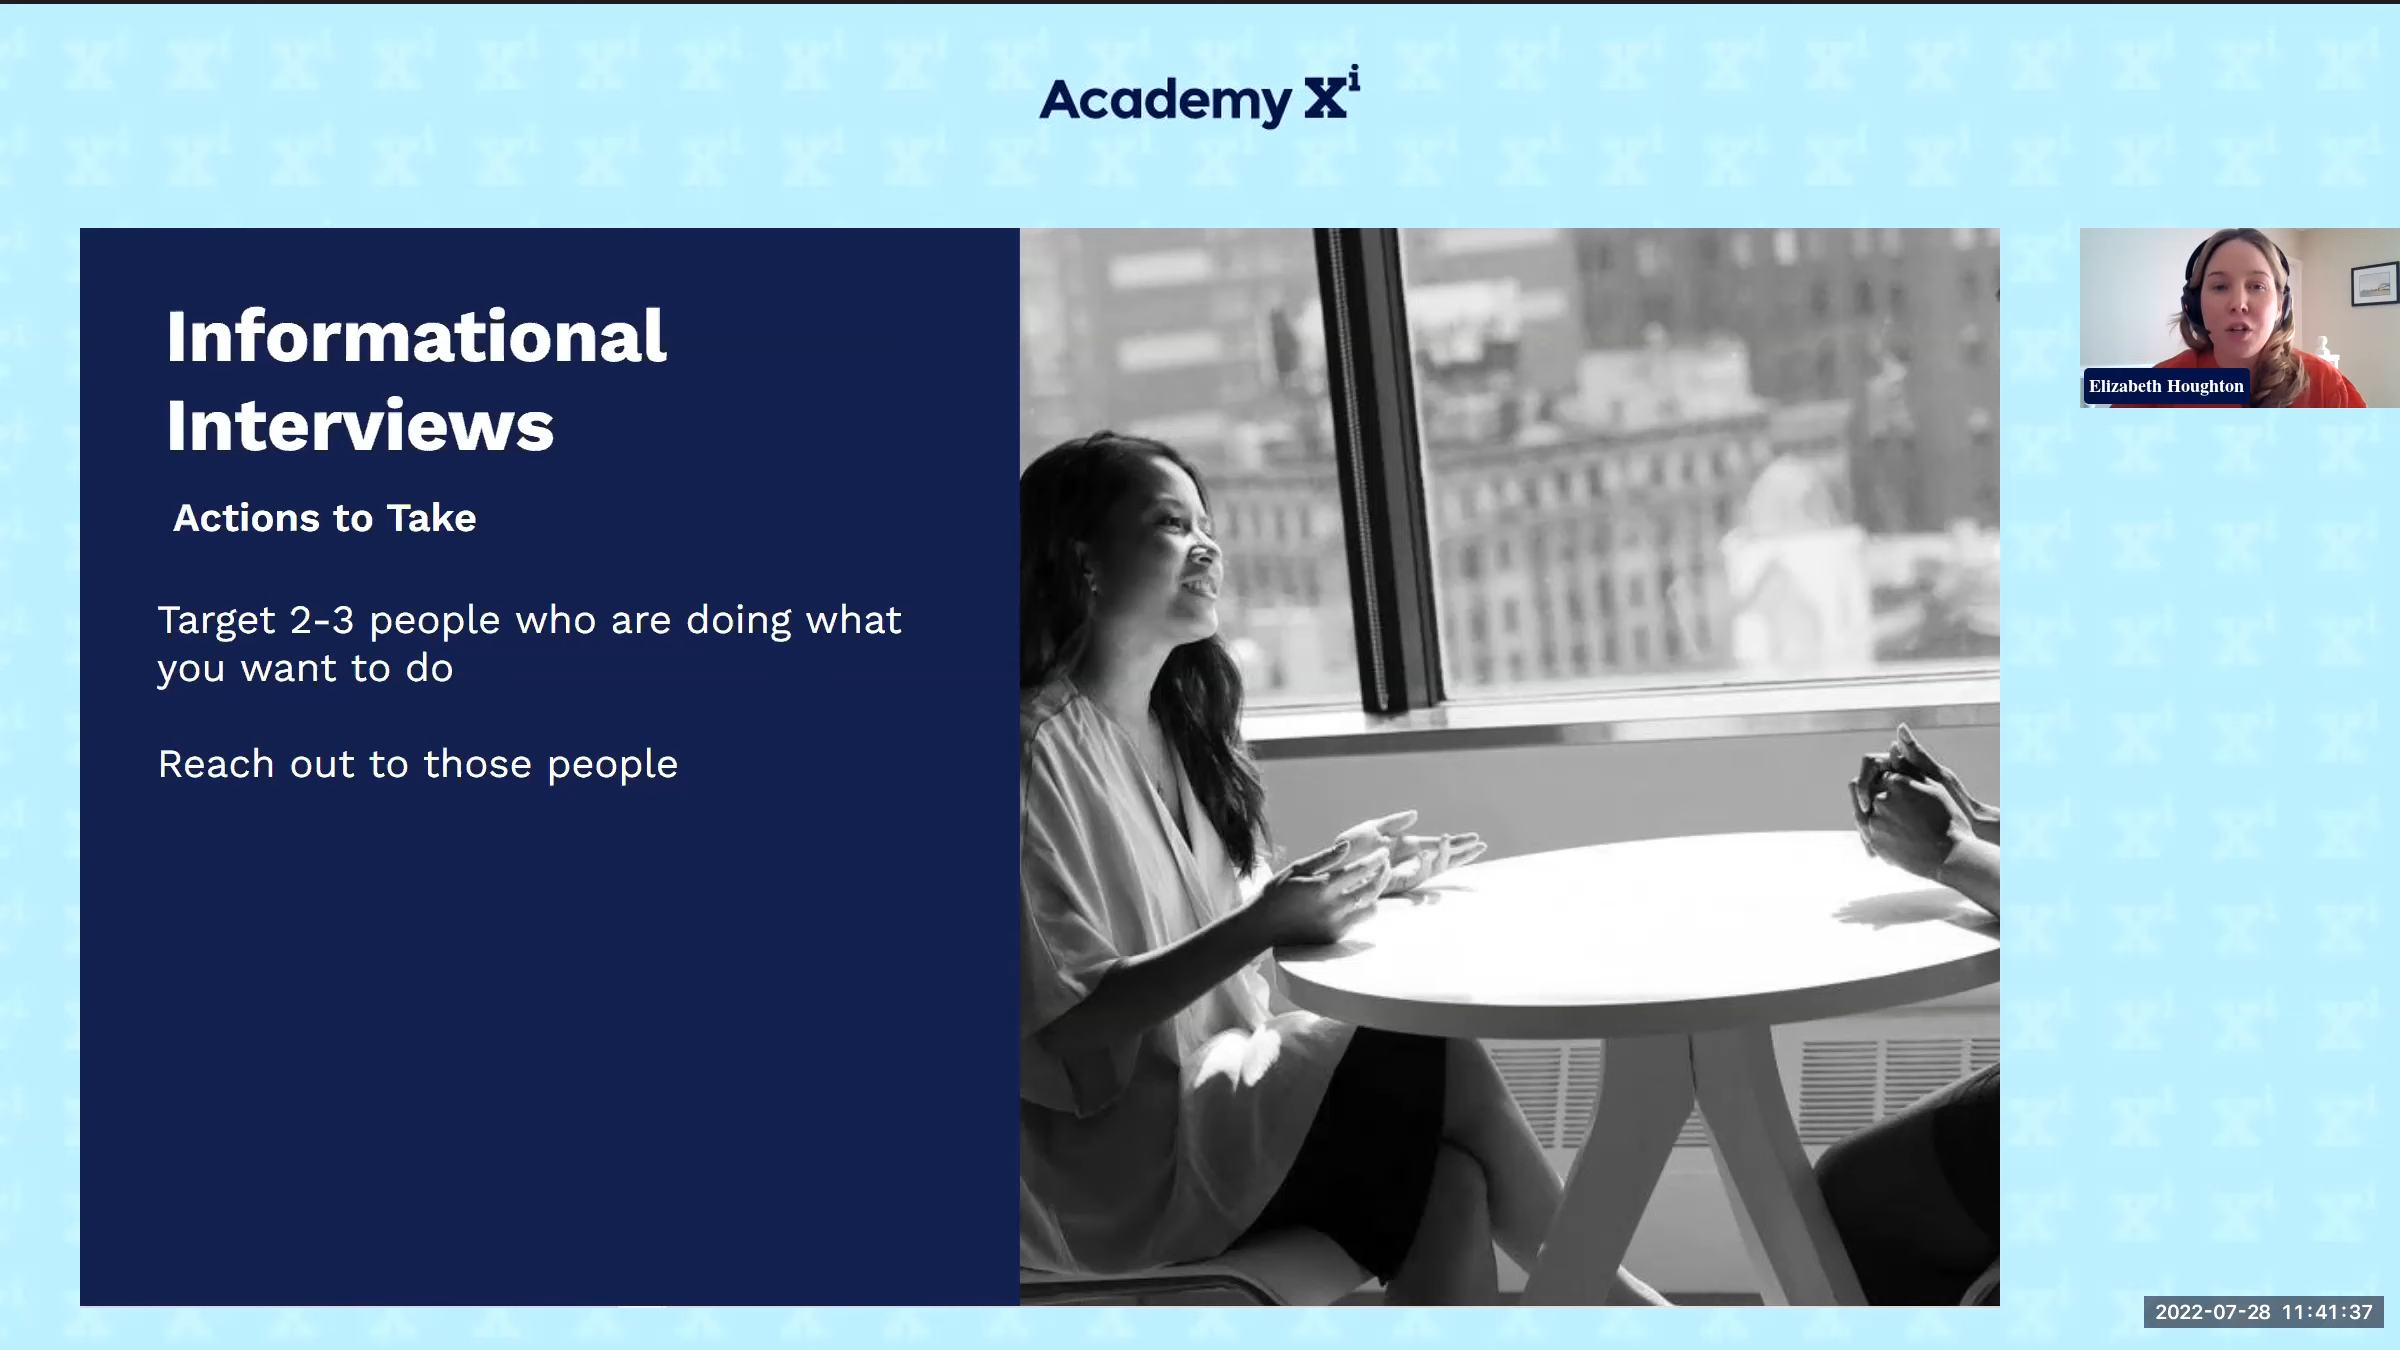 Academy Xi
Informational
Interviews
Actions to Take
Target 2-3 people who are doing what
you want to do
Reach out to those people
Elizabeth Houghton
2022-07-28 11:41:37